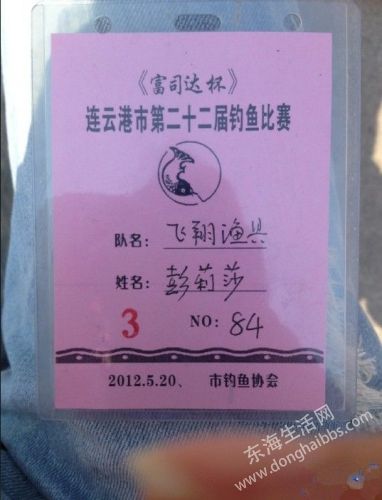 《富司达杯》
连云港市第二十二届钓鱼比赛
队名：飞翔渔具
姓名：彭莉莎
3 NO: 84
2012.5.20、 市钓鱼协会
东海生活网
www.donghaibbs.com